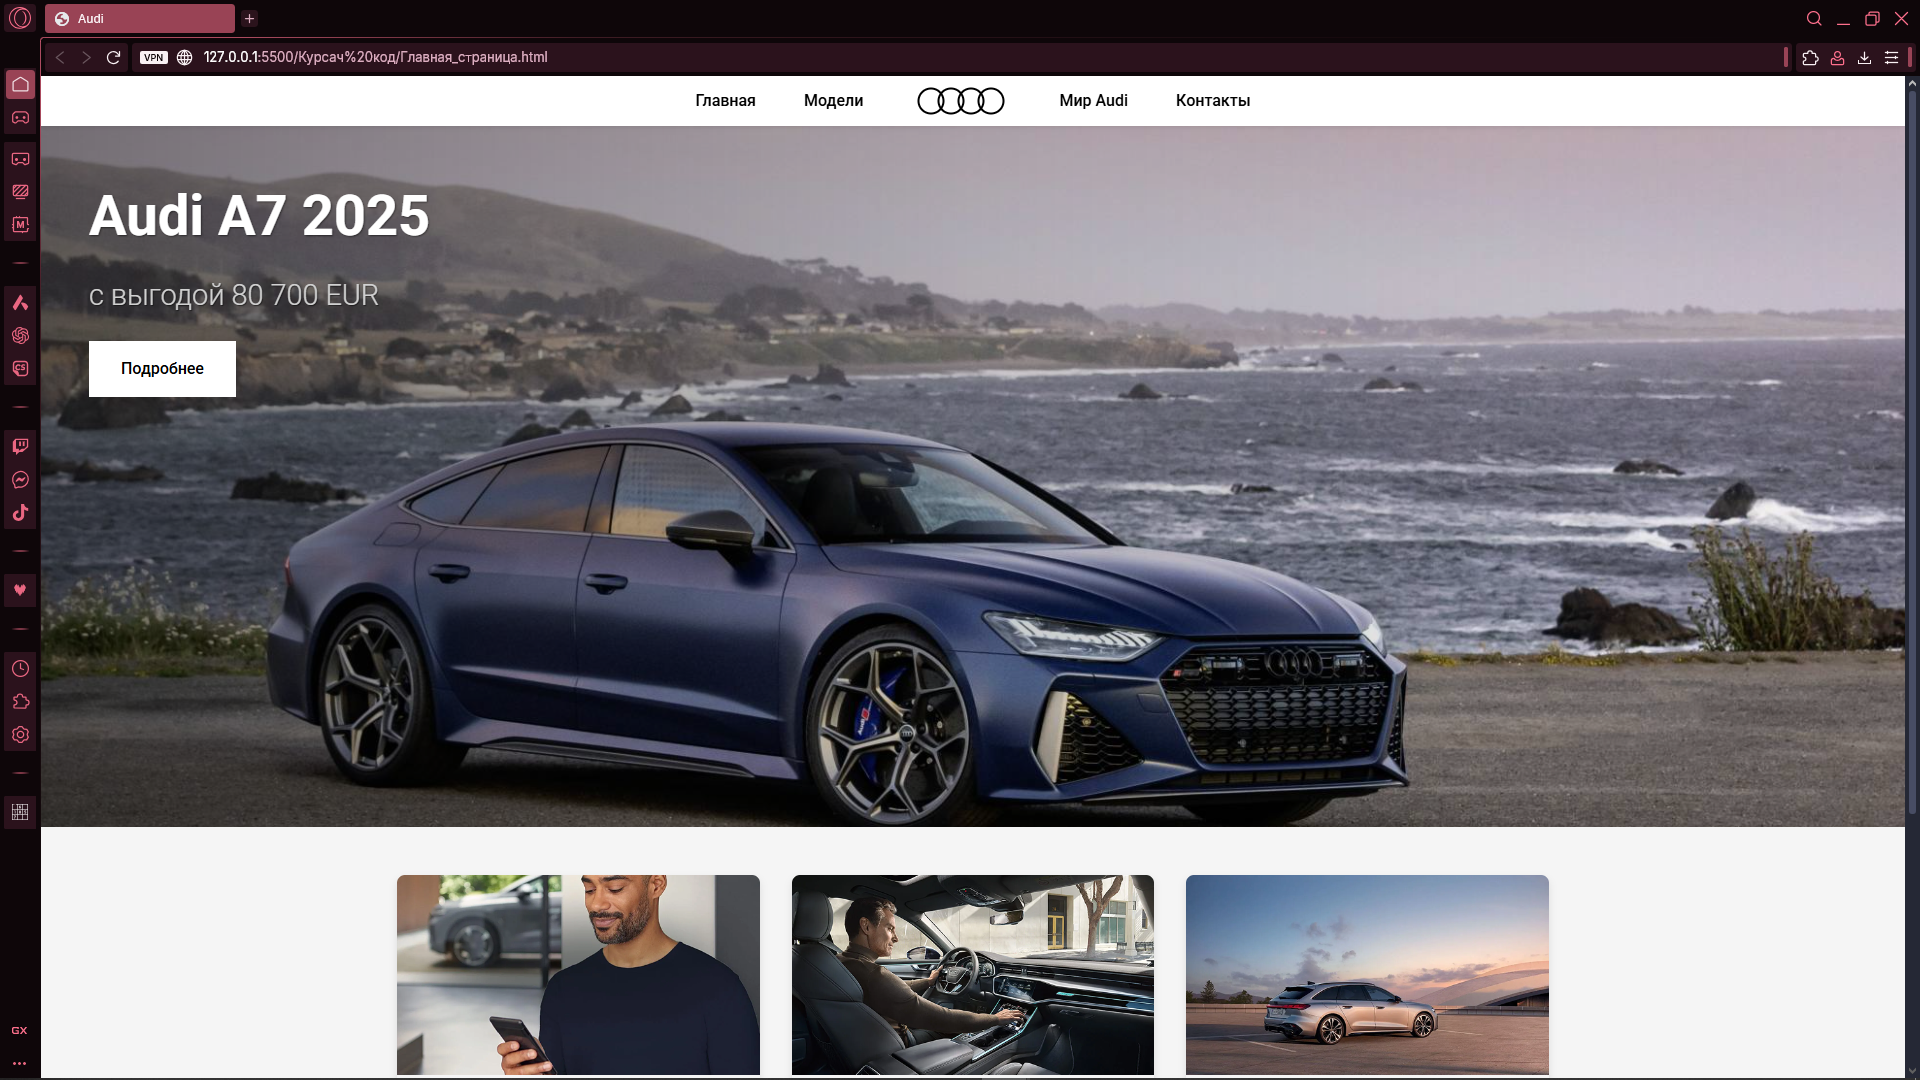 Audi
VPN
127.0.0.1:5500/Курсач%20код/Главная_страница.html
Главная
Модели
Мир Audi
Контакты
Audi A7 2025
с выгодой 80 700 EUR
Подробнее
M
CS
GX